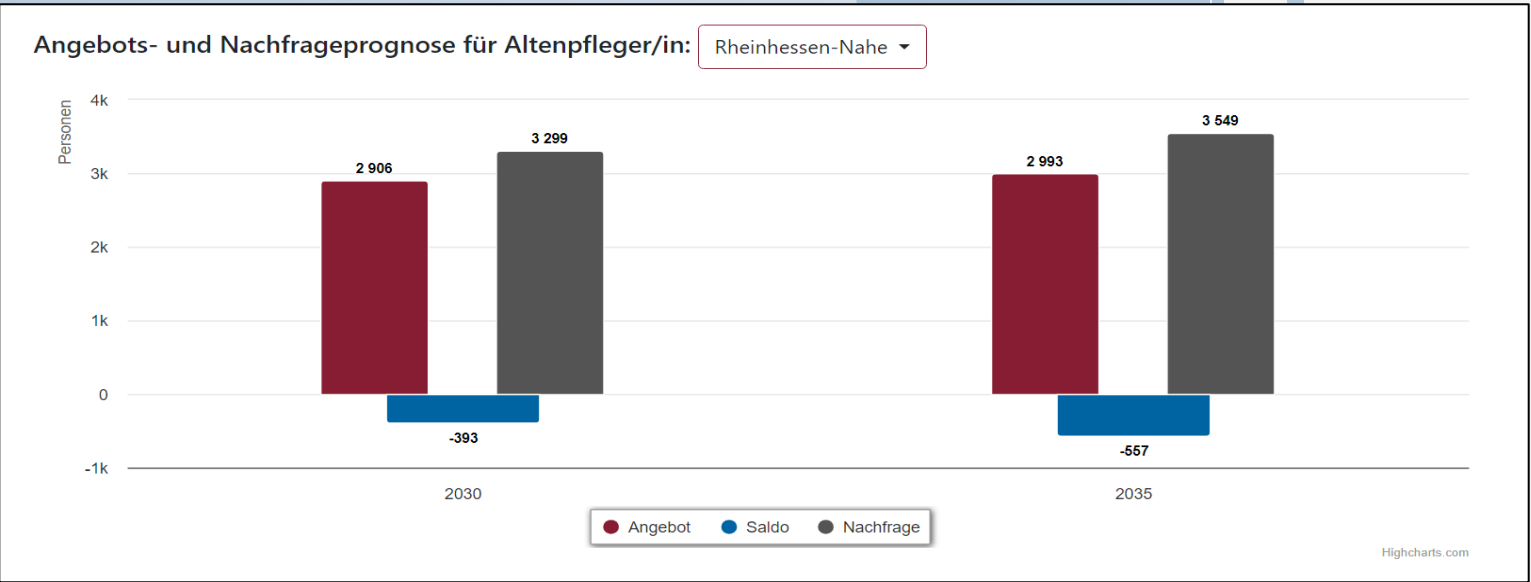 Angebots- und Nachfrageprognose für Altenpfleger/in: Rheinhessen-Nahe
Personen
4k
3k
2k
1k
0
-1k
2 906
3 299
-393
2 993
3 549
-557
2030
2035
Angebot Saldo Nachfrage
Highcharts.com